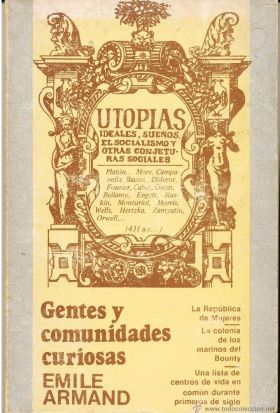 UTOPIAS
IDEALES, SUEÑOS,
EL SOCIALISMO Y
OTRAS CONJETU-
RAS SOCIALES
Platón... More, Campa-
nella, Bacon, Diderot,
Fourier, Cabet, Owen,
Bellamy, Engels, Rus-
kin, Monturiol, Morris,
Wells, Hertzka, Zamyatin,
Orwell,...
(431 a.c....)
Gentes y
comunidades
curiosas
EMILE
ARMAND
La República
de Mujeres
La colonia
de los
marinos del
Bounty
Una lista de
centros de vida en
común durante
primeros de siglo
© www.todocoleccion.net